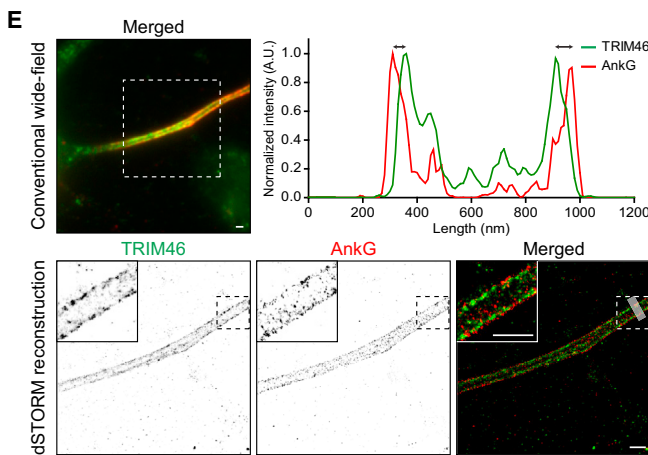 E
Merged
Conventional wide-field
Normalized intensity (A.U.)
1.0
0.8
0.6
0.4
0.2
0.0
0 200 400 600 800 1000 1200
Length (nm)
TRIM46
AnkG
dSTORM reconstruction
TRIM46
AnkG
Merged